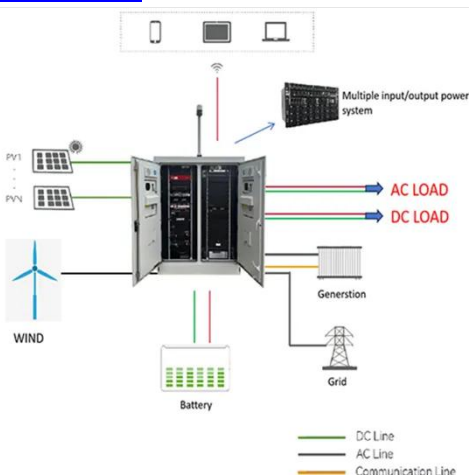 Multiple input/output power
system
PV1
PVN
AC LOAD
DC LOAD
WIND
Generstion
Grid
Battery
DC Line
AC Line
Communication Line